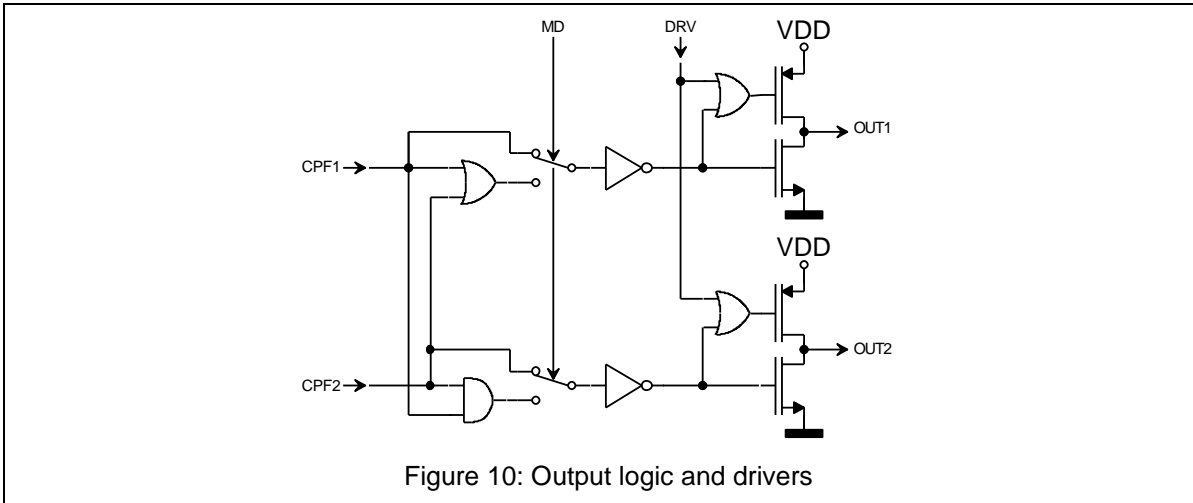 MD
DRV
VDD
OUT1
CPF1
VDD
OUT2
CPF2
Figure 10: Output logic and drivers